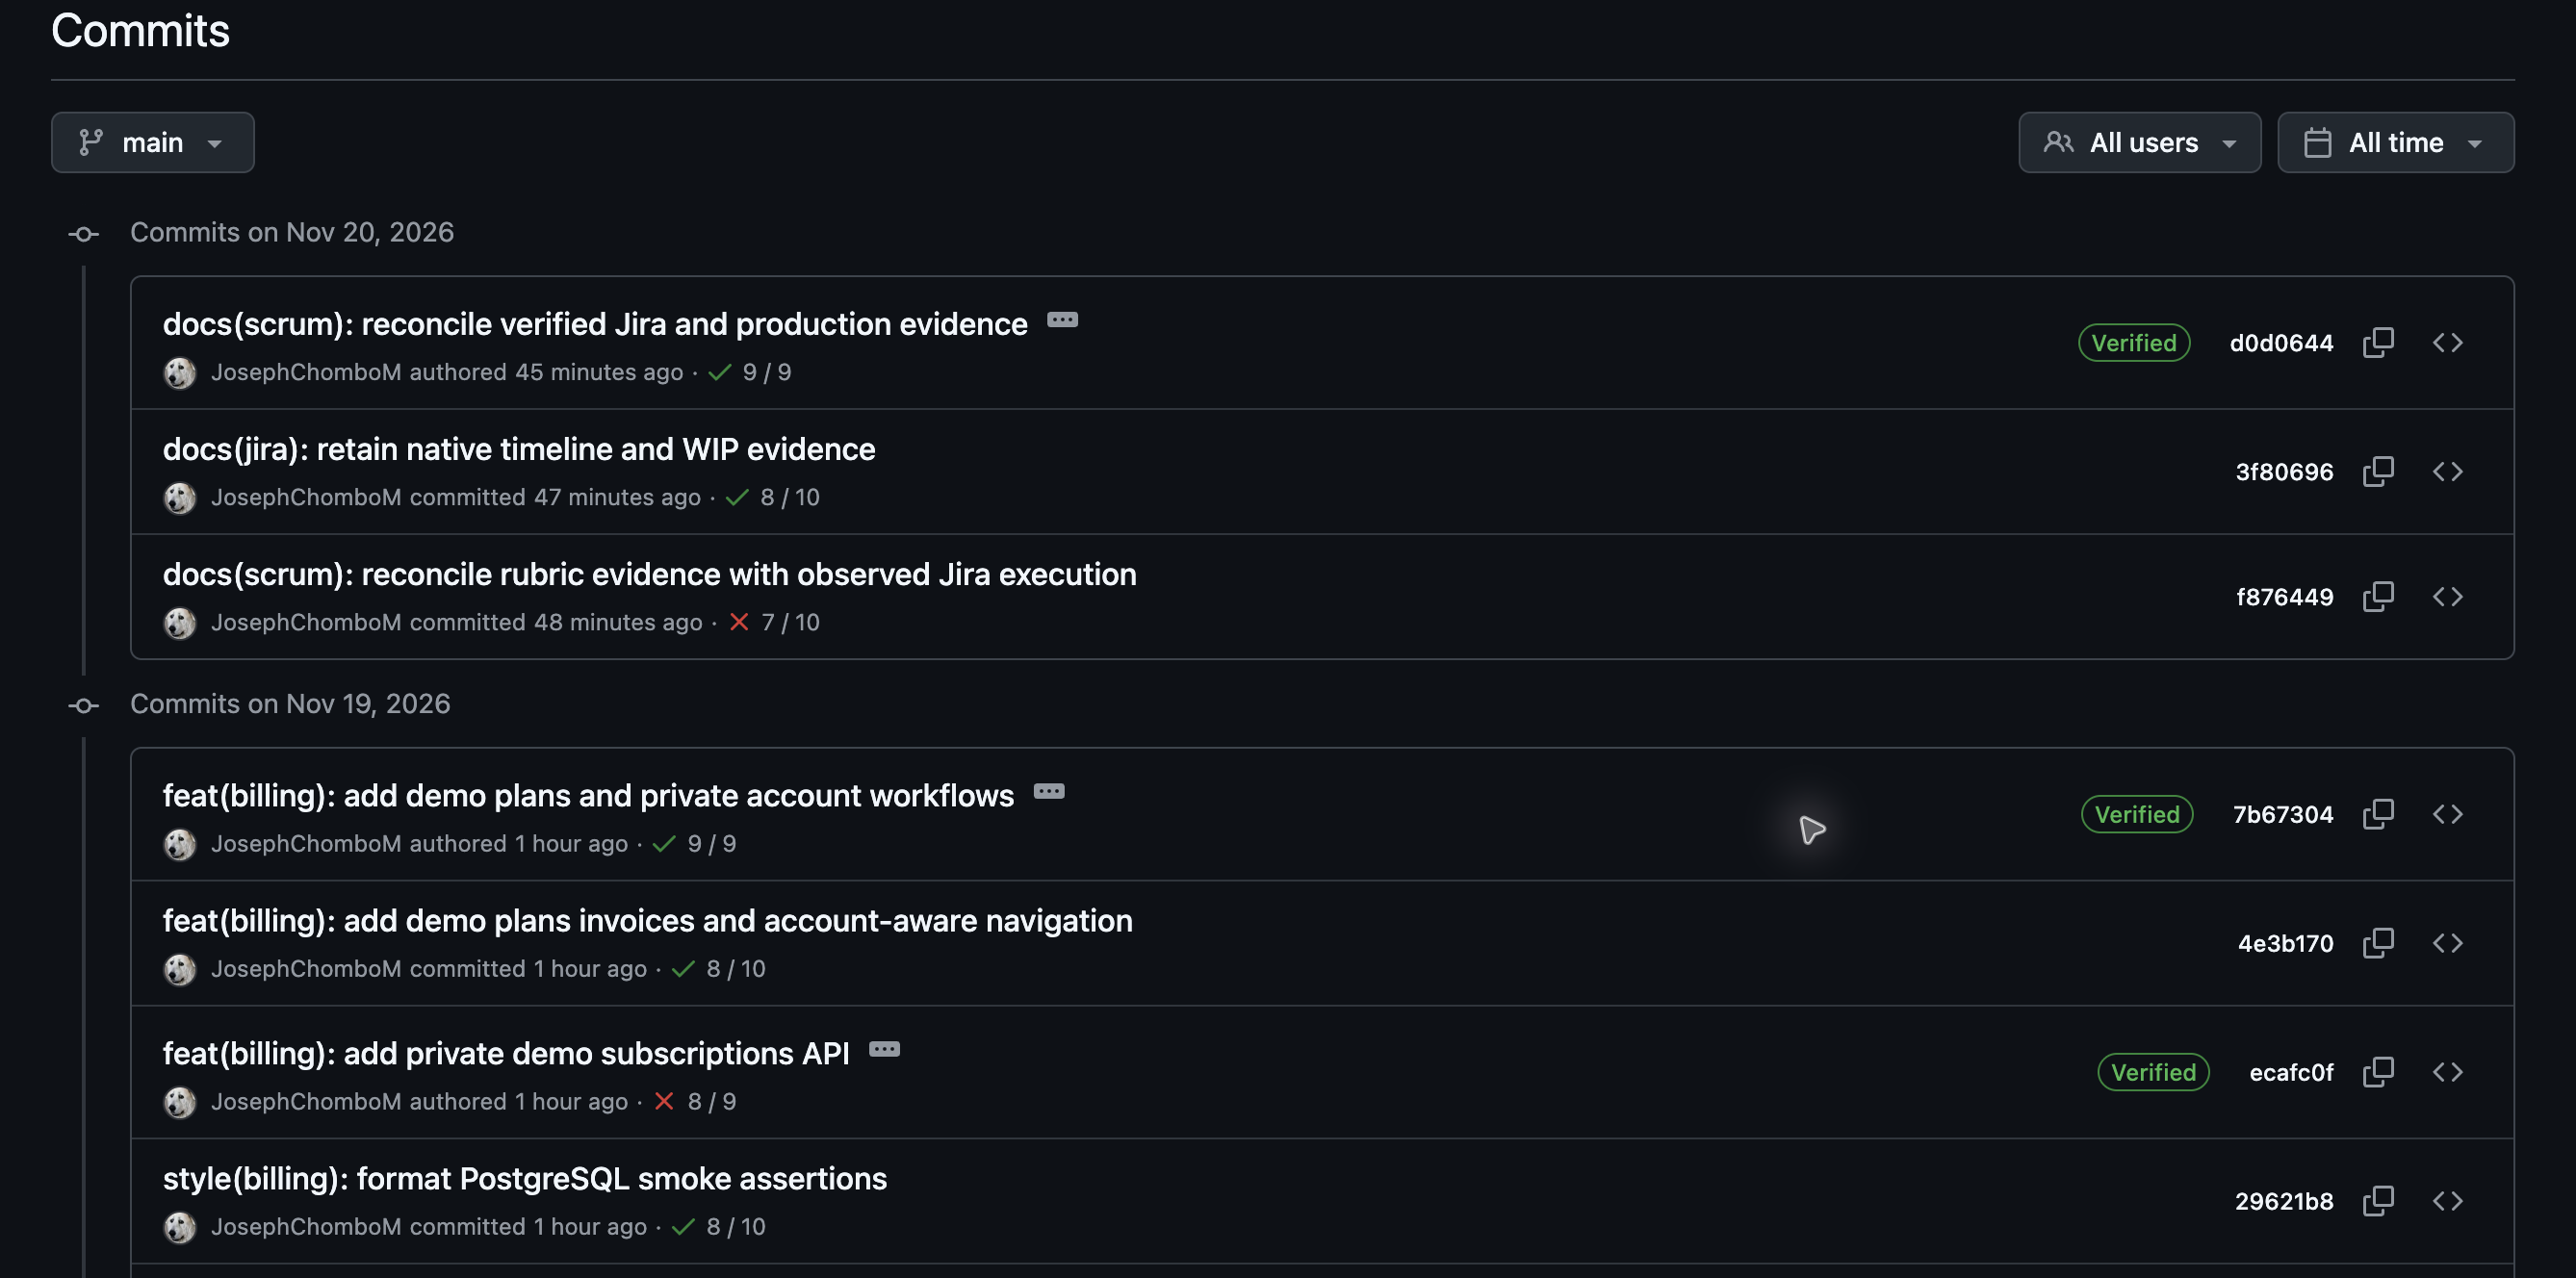 Commits
main
All users
All time
Commits on Nov 20, 2026
docs(scrum): reconcile verified Jira and production evidence
Verified
d0d0644
JosephChomboM authored 45 minutes ago · 9 / 9
docs(jira): retain native timeline and WIP evidence
3f80696
JosephChomboM committed 47 minutes ago · 8 / 10
docs(scrum): reconcile rubric evidence with observed Jira execution
f876449
JosephChomboM committed 48 minutes ago · 7 / 10
Commits on Nov 19, 2026
feat(billing): add demo plans and private account workflows
Verified
7b67304
JosephChomboM authored 1 hour ago · 9 / 9
feat(billing): add demo plans invoices and account-aware navigation
4e3b170
JosephChomboM committed 1 hour ago · 8 / 10
feat(billing): add private demo subscriptions API
Verified
ecafc0f
JosephChomboM authored 1 hour ago · 8 / 9
style(billing): format PostgreSQL smoke assertions
29621b8
JosephChomboM committed 1 hour ago · 8 / 10